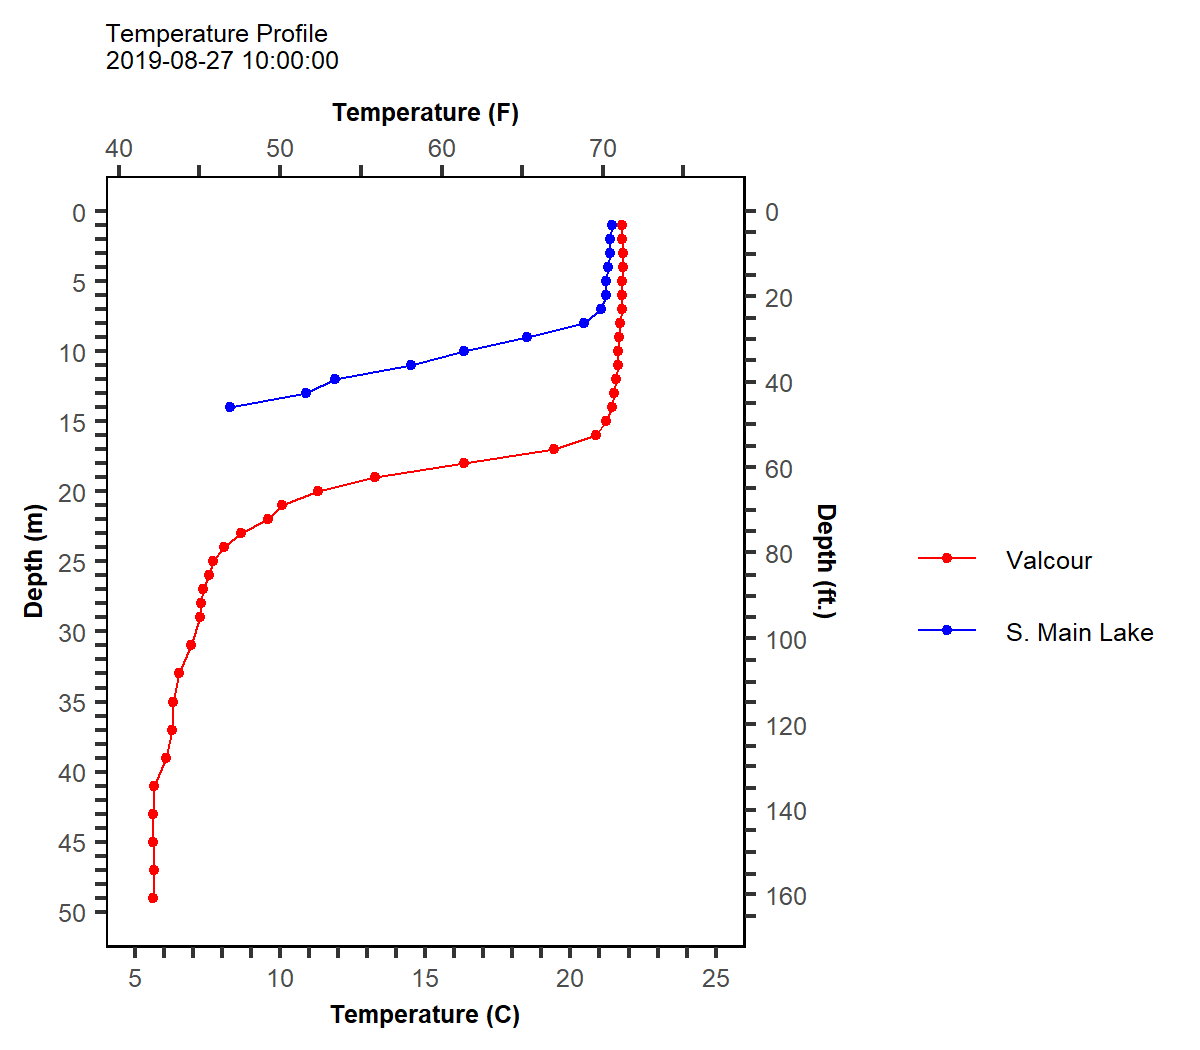 Temperature Profile
2019-08-27 10:00:00
Temperature (F)
40 50 60 70
0 0
5
20
10
40
15
60
20
Depth (m)
Depth (ft.)
80
25
Valcour
30
100
S. Main Lake
35
120
40
140
45
160
50
5 10 15 20 25
Temperature (C)